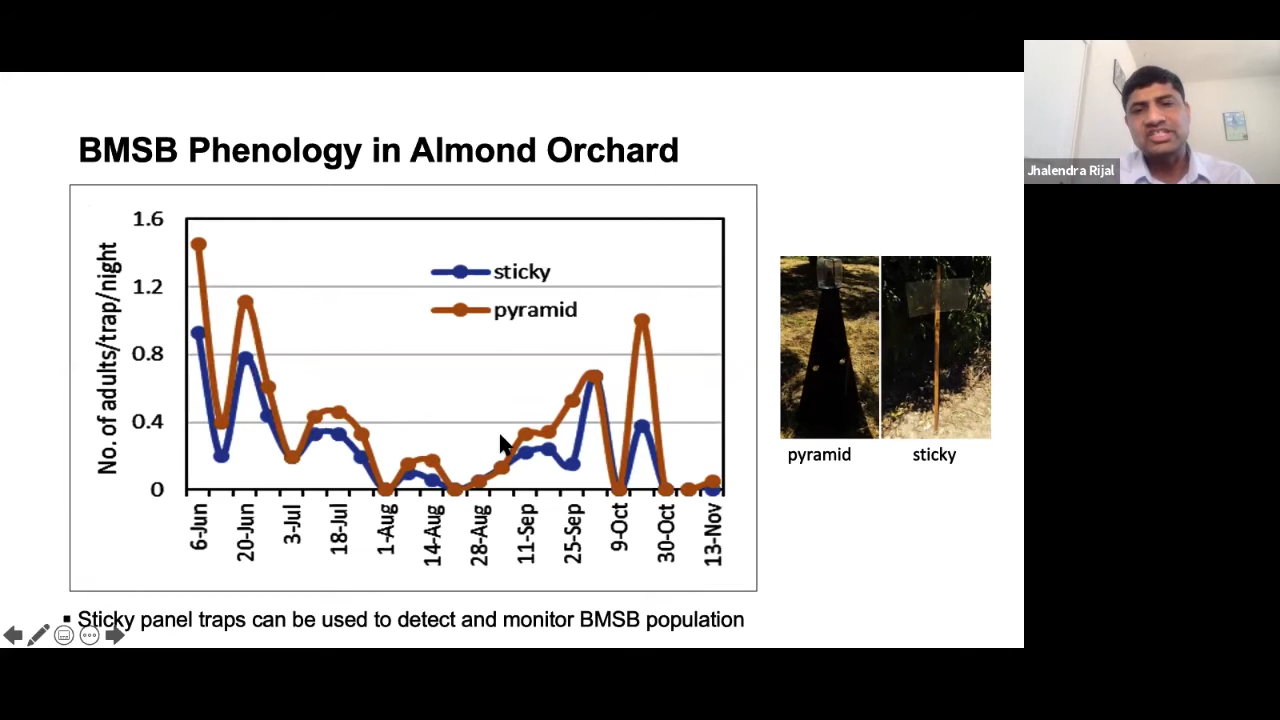 Jhalendra Rijal
BMSB Phenology in Almond Orchard
No. of adults/trap/night
1.6
1.2
0.8
0.4
0
sticky
pyramid
6-Jun
20-Jun
3-Jul
18-Jul
1-Aug
14-Aug
28-Aug
11-Sep
25-Sep
9-Oct
30-Oct
13-Nov
pyramid
sticky
▪ Sticky panel traps can be used to detect and monitor BMSB population